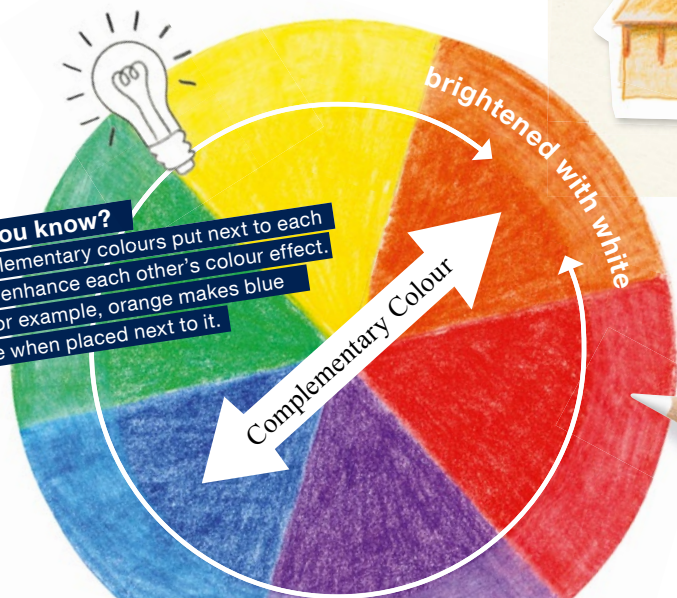 ou know?
lementary colours put next to each
enhance each other's colour effect.
or example, orange makes blue
e when placed next to it.
brightened with white
Complementary Colour